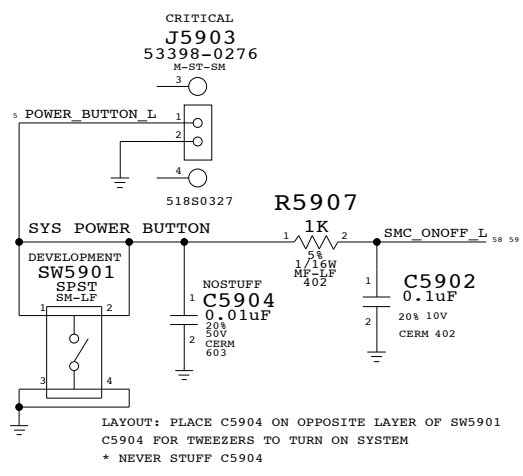 CRITICAL
J5903
53398-0276
M-ST-SM
3
5 POWER_BUTTON_L 1
2
4
518S0327
R5907
SYS POWER BUTTON
1 1K 2
SMC_ONOFF_L 58 59
5%
1/16W
MF-LF
402
DEVELOPMENT
SW5901
SPST
SM-LF
1 2
3 4
NOSTUFF
1 C5904
0.01uF
20%
50V
2 CERM
603
1 C5902
0.1uF
2 20% 10V
CERM 402
LAYOUT: PLACE C5904 ON OPPOSITE LAYER OF SW5901
C5904 FOR TWEEZERS TO TURN ON SYSTEM
* NEVER STUFF C5904